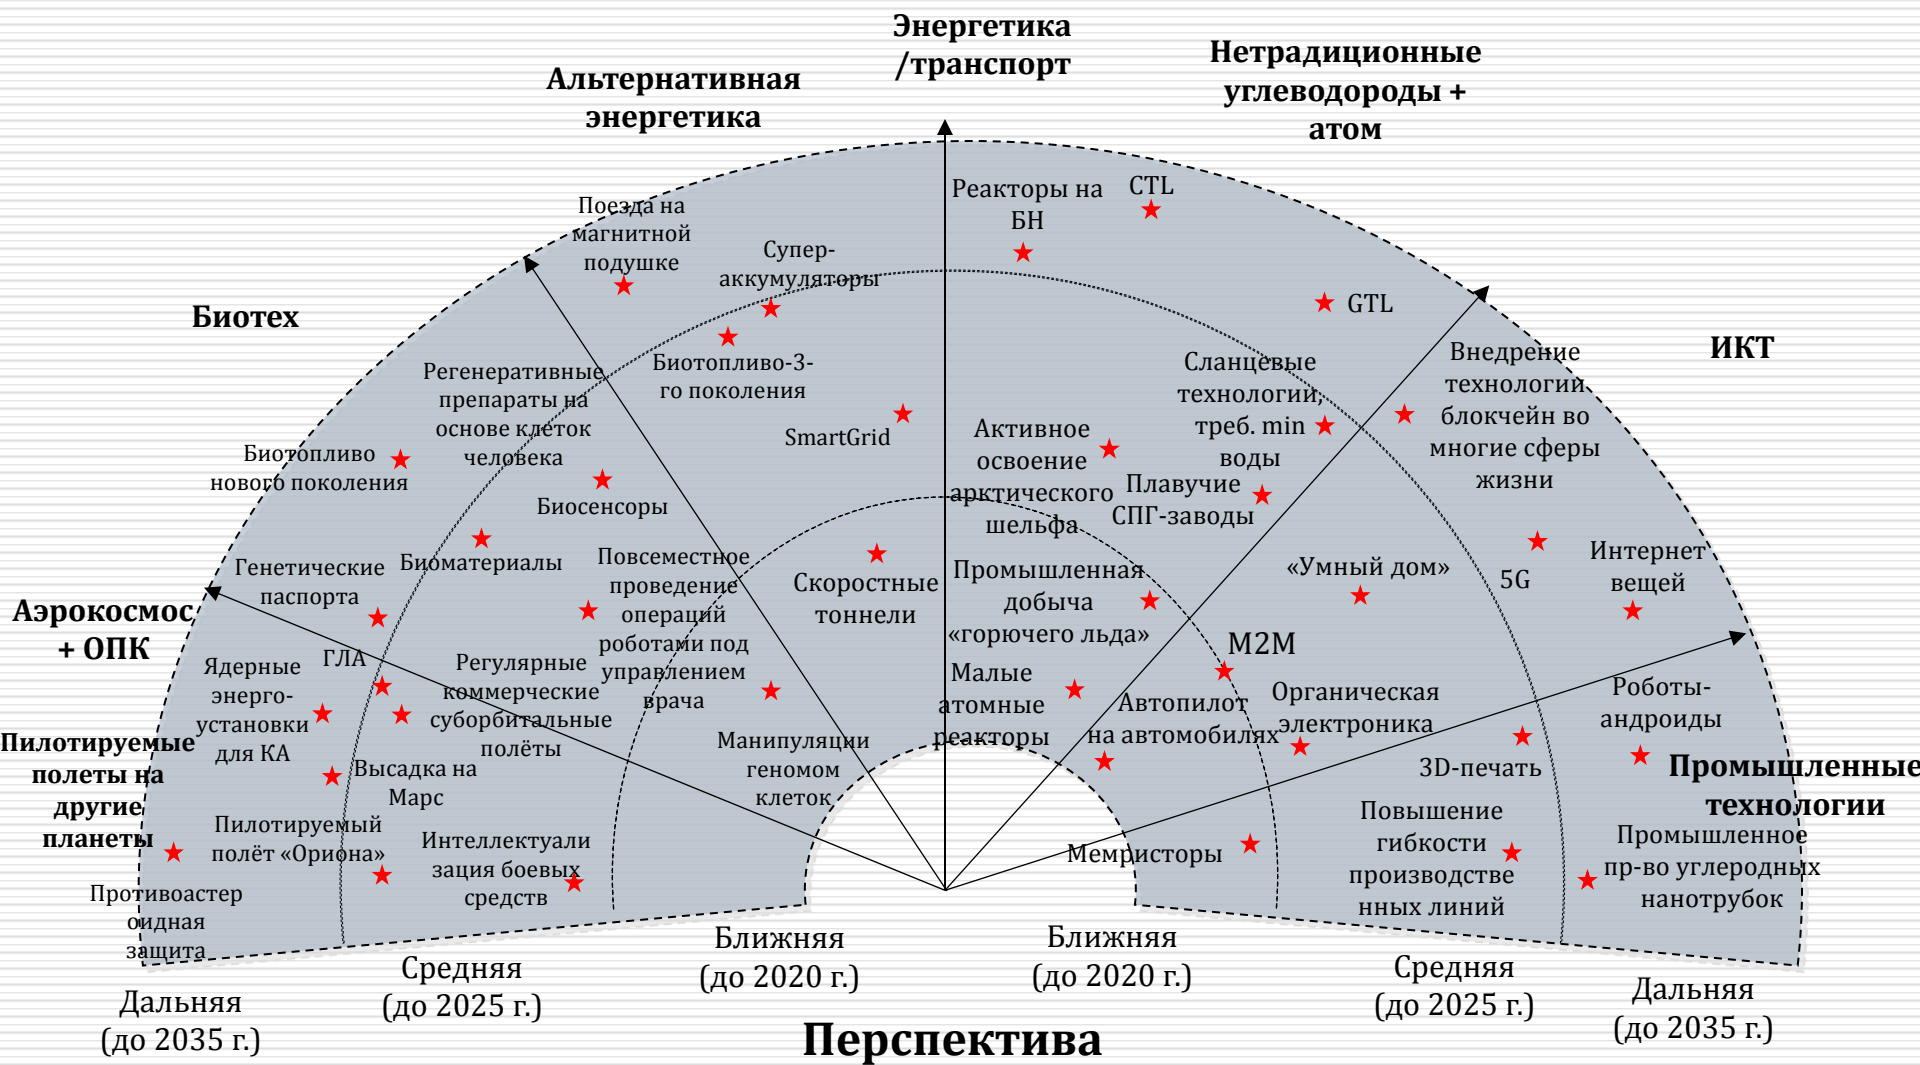 Энергетика
/транспорт
Нетрадиционные
углеводороды +
атом
Альтернативная
энергетика
Биотех
ИКТ
Аэрокосмос
+ ОПК
Пилотируемые
полеты на
другие
планеты
Промышленные
технологии
Поезда на
магнитной
подушке
Супер-
аккумуляторы
Биотопливо-3-
го поколения
SmartGrid
Скоростные
тоннели
Реакторы на
БН
CTL
GTL
Сланцевые
технологии,
треб. min
воды
Активное
освоение
арктического
шельфа
Плавучие
СПГ-заводы
Промышленная
добыча
«горючего льда»
Малые
атомные
реакторы
Регенеративные
препараты на
основе клеток
человека
Биотопливо
нового поколения
Биосенсоры
Биоматериалы
Генетические
паспорта
Повсеместное
проведение
операций
роботами под
управлением
врача
Манипуляции
геномом
клеток
Внедрение
технологии
блокчейн во
многие сферы
жизни
Интернет
вещей
5G
«Умный дом»
М2М
Автопилот
на автомобилях
Органическая
электроника
ГЛА
Ядерные
энерго-
установки
для КА
Регулярные
коммерческие
суборбитальные
полёты
Высадка на
Марс
Пилотируемый
полёт «Ориона»
Интеллектуали
зация боевых
средств
Противоастер
оидная
защита
Роботы-
андроиды
3D-печать
Повышение
гибкости
производстве
нных линий
Мемристоры
Промышленное
пр-во углеродных
нанотрубок
Дальняя
(до 2035 г.)
Средняя
(до 2025 г.)
Ближняя
(до 2020 г.)
Ближняя
(до 2020 г.)
Средняя
(до 2025 г.)
Дальняя
(до 2035 г.)
Перспектива